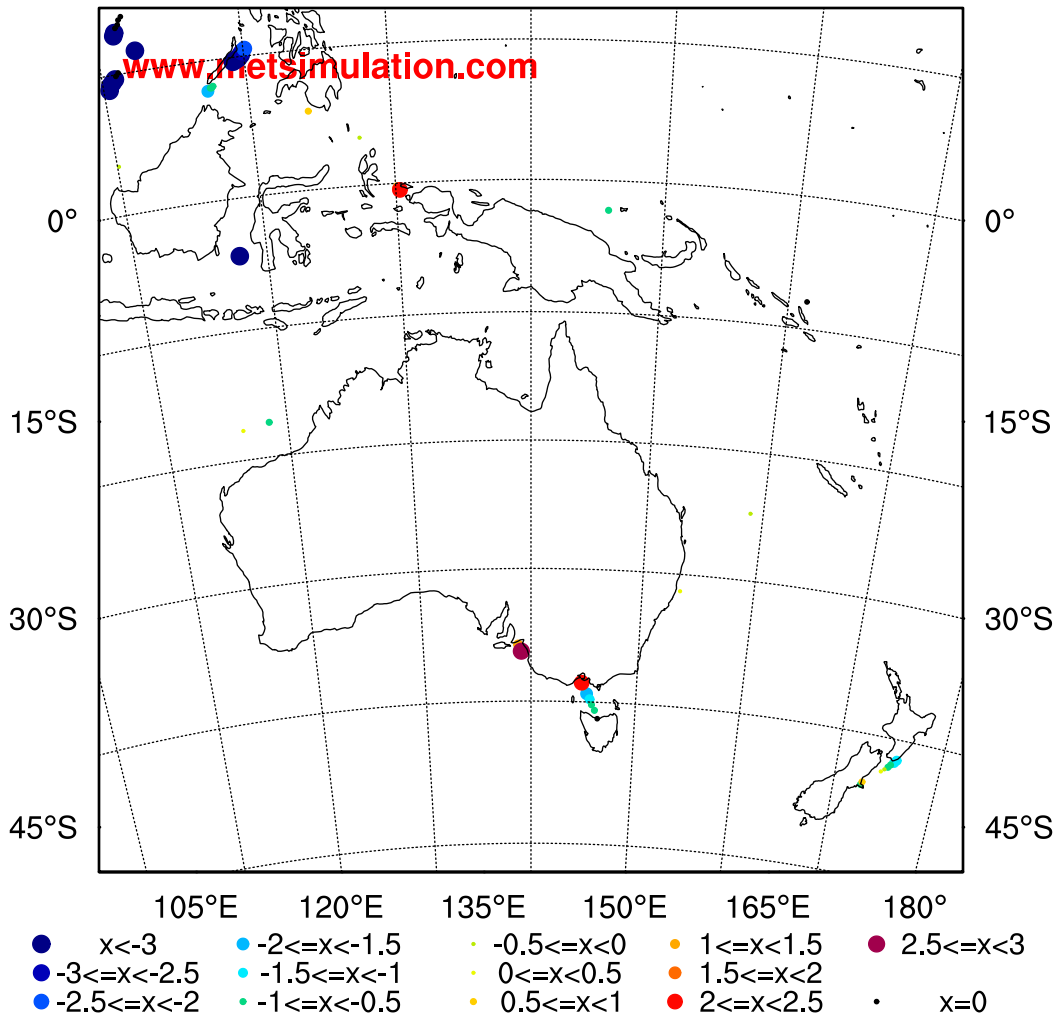 www.metsimulation.com
0° 0°
15°S 15°S
30°S 30°S
45°S 45°S
105°E 120°E 135°E 150°E 165°E 180°
x<-3 -2<=x<-1.5 -0.5<=x<0 1<=x<1.5 2.5<=x<3
-3<=x<-2.5 -1.5<=x<-1 0<=x<0.5 1.5<=x<2
-2.5<=x<-2 -1<=x<-0.5 0.5<=x<1 2<=x<2.5 x=0